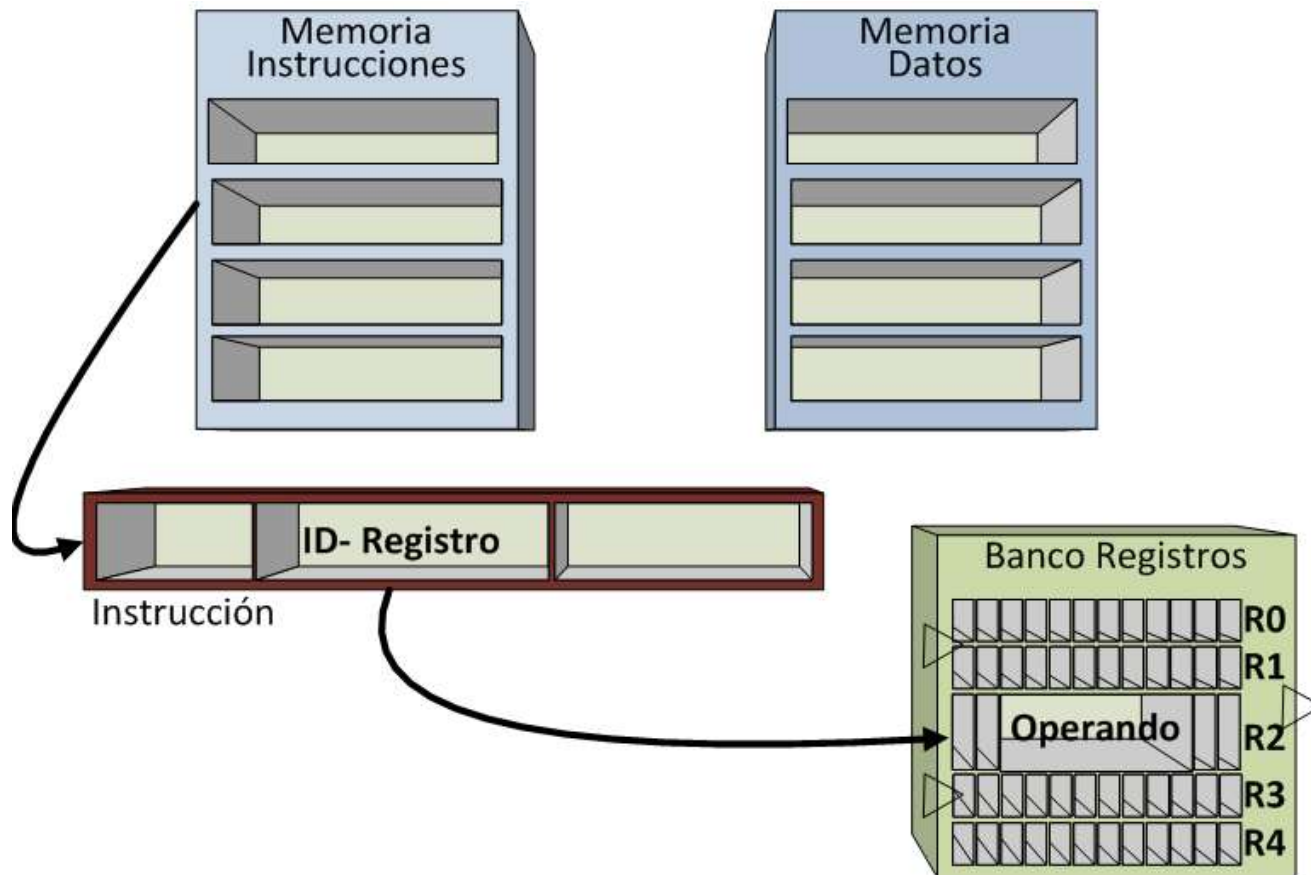 Memoria
Instrucciones
Memoria
Datos
ID- Registro
Instrucción
Banco Registros
R0
R1
Operando
R2
R3
R4